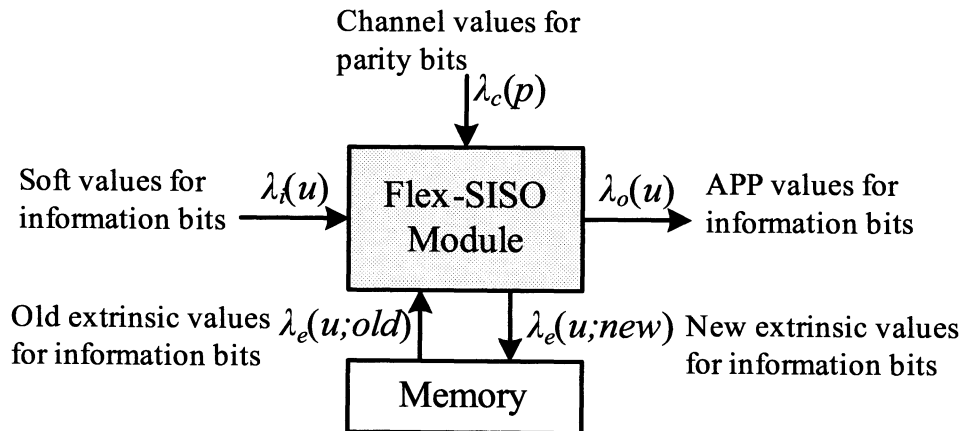 Channel values for
parity bits
λc(p)
Soft values for
information bits
λi(u)
Flex-SISO
Module
λo(u)
APP values for
information bits
Old extrinsic values
for information bits
λe(u;old)
λe(u;new)
New extrinsic values
for information bits
Memory